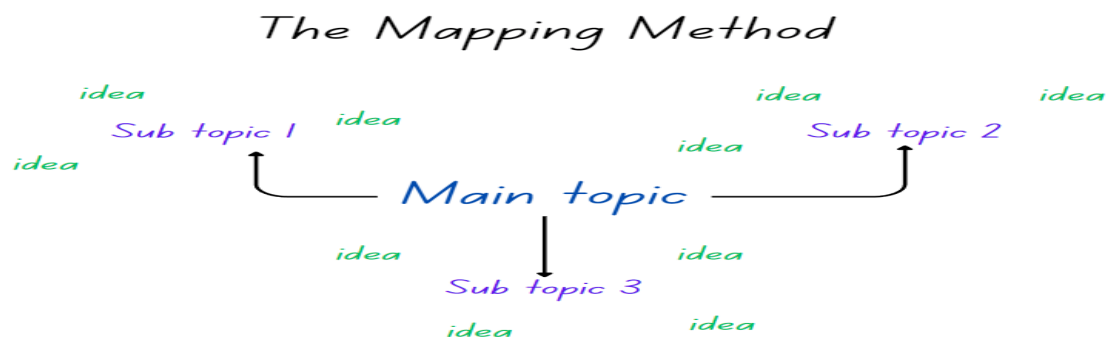 The Mapping Method
idea
idea
idea
idea
Sub topic 1
Sub topic 2
idea
idea
Main topic
idea
idea
Sub topic 3
idea
idea